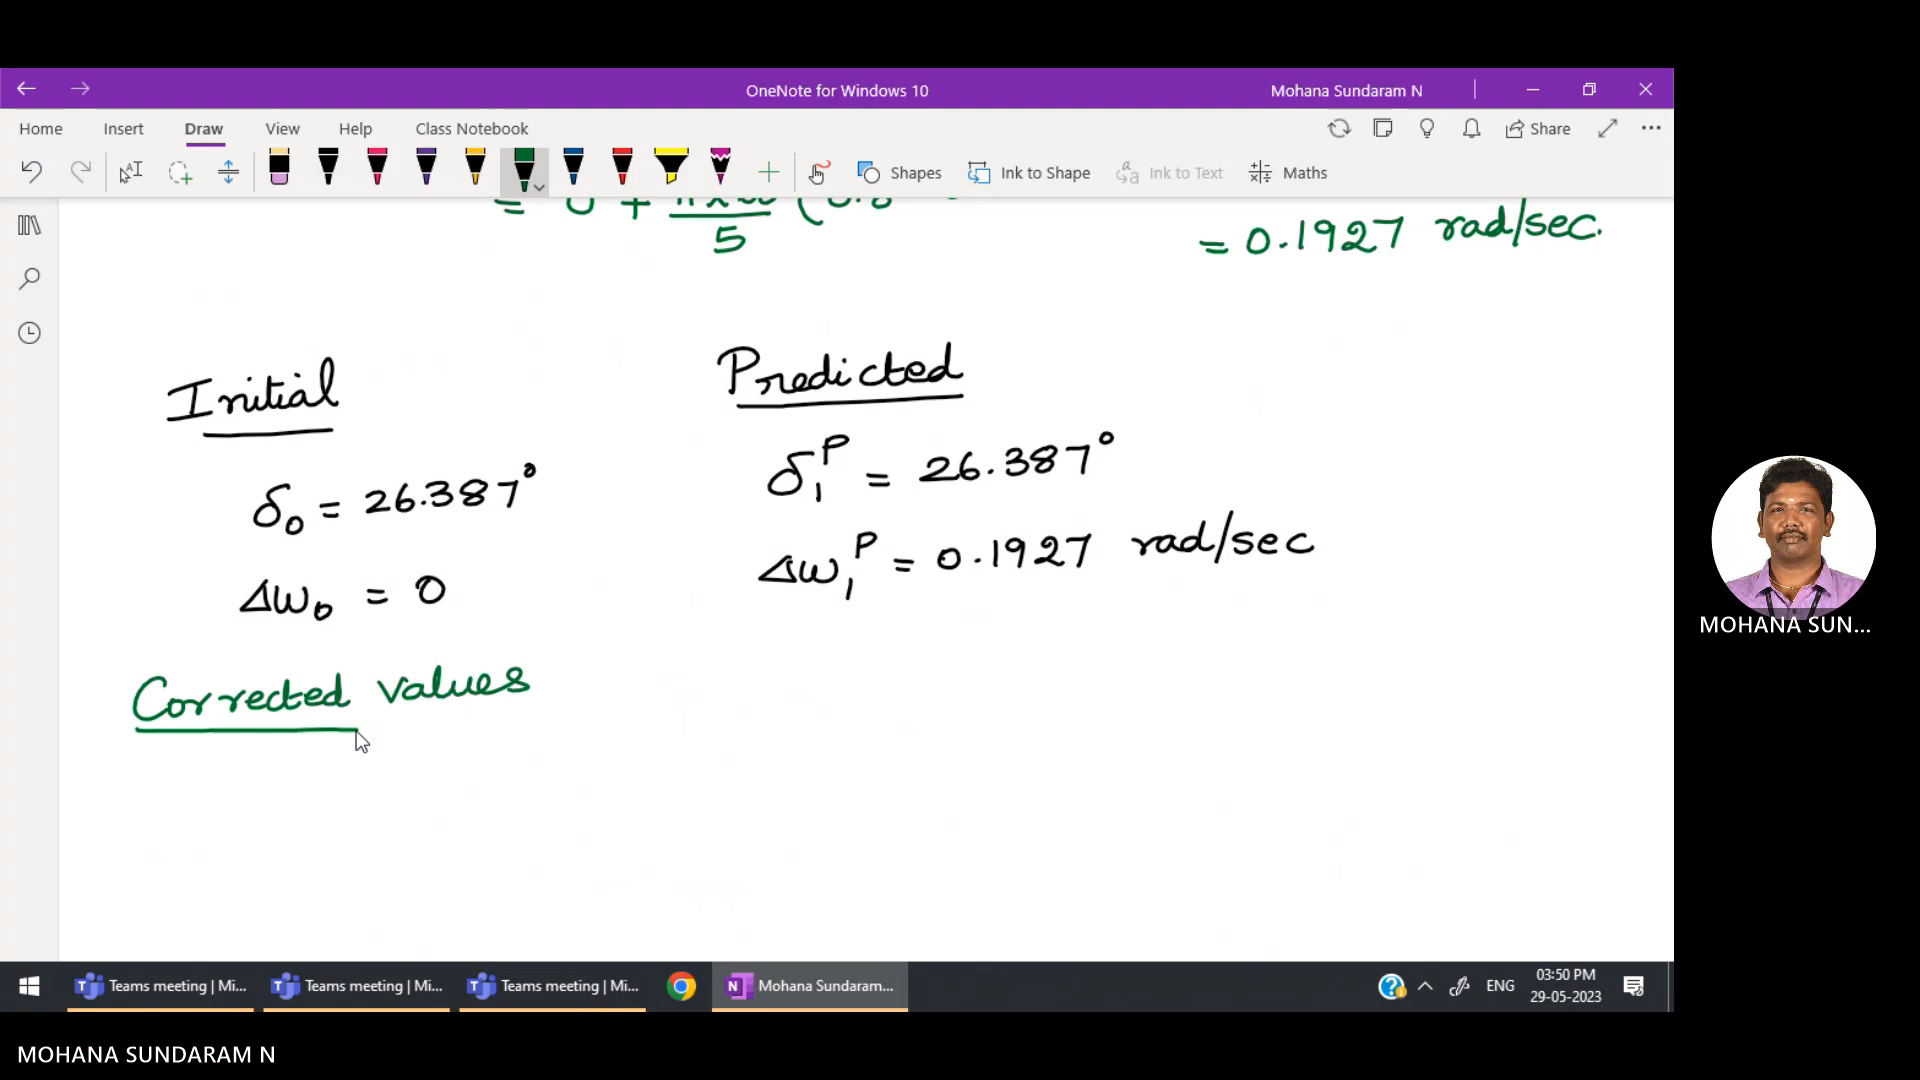 OneNote for Windows 10
Mohana Sundaram N
Home Insert Draw View Help Class Notebook
Share
Shapes Ink to Shape Ink to Text Maths
5
= 0.1927 rad/sec.
Initial
Predicted
δ₀ = 26.387°
δ₁ᴾ = 26.387°
Δω₀ = 0
Δω₁ᴾ = 0.1927 rad/sec
Corrected values
MOHANA SUN...
Teams meeting | Mi... Teams meeting | Mi... Teams meeting | Mi... Mohana Sundaram... ENG
03:50 PM
29-05-2023
MOHANA SUNDARAM N